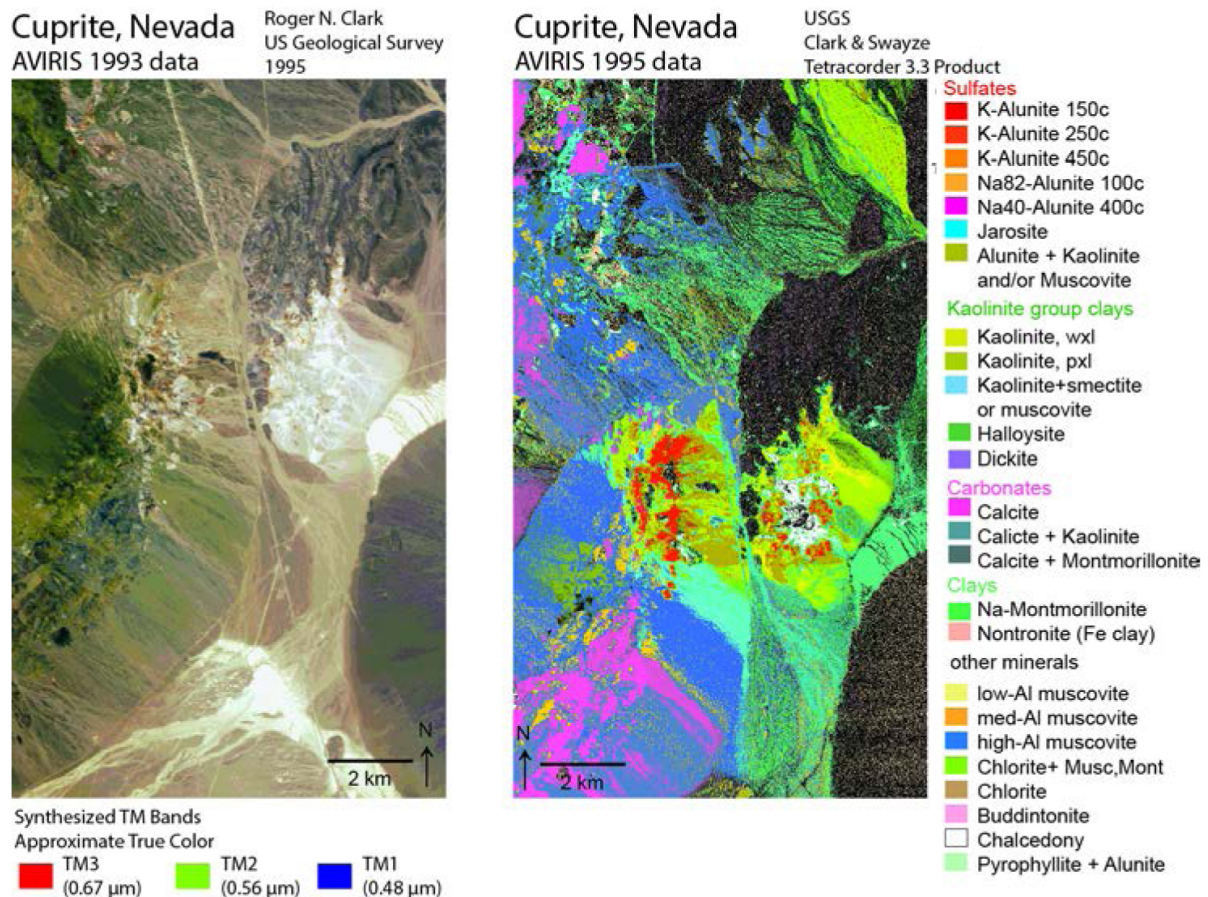 Cuprite, Nevada
AVIRIS 1993 data
Roger N. Clark
US Geological Survey
1995
N
2 km
Synthesized TM Bands
Approximate True Color
TM3
(0.67 µm)
TM2
(0.56 µm)
TM1
(0.48 µm)
Cuprite, Nevada
AVIRIS 1995 data
USGS
Clark & Swayze
Tetracorder 3.3 Product
N
2 km
Sulfates
K-Alunite 150c
K-Alunite 250c
K-Alunite 450c
Na82-Alunite 100c
Na40-Alunite 400c
Jarosite
Alunite + Kaolinite
and/or Muscovite
Kaolinite group clays
Kaolinite, wxl
Kaolinite, pxl
Kaolinite+smectite
or muscovite
Halloysite
Dickite
Carbonates
Calcite
Calicte + Kaolinite
Calcite + Montmorillonite
Clays
Na-Montmorillonite
Nontronite (Fe clay)
other minerals
low-Al muscovite
med-Al muscovite
high-Al muscovite
Chlorite+ Musc,Mont
Chlorite
Buddintonite
Chalcedony
Pyrophyllite + Alunite